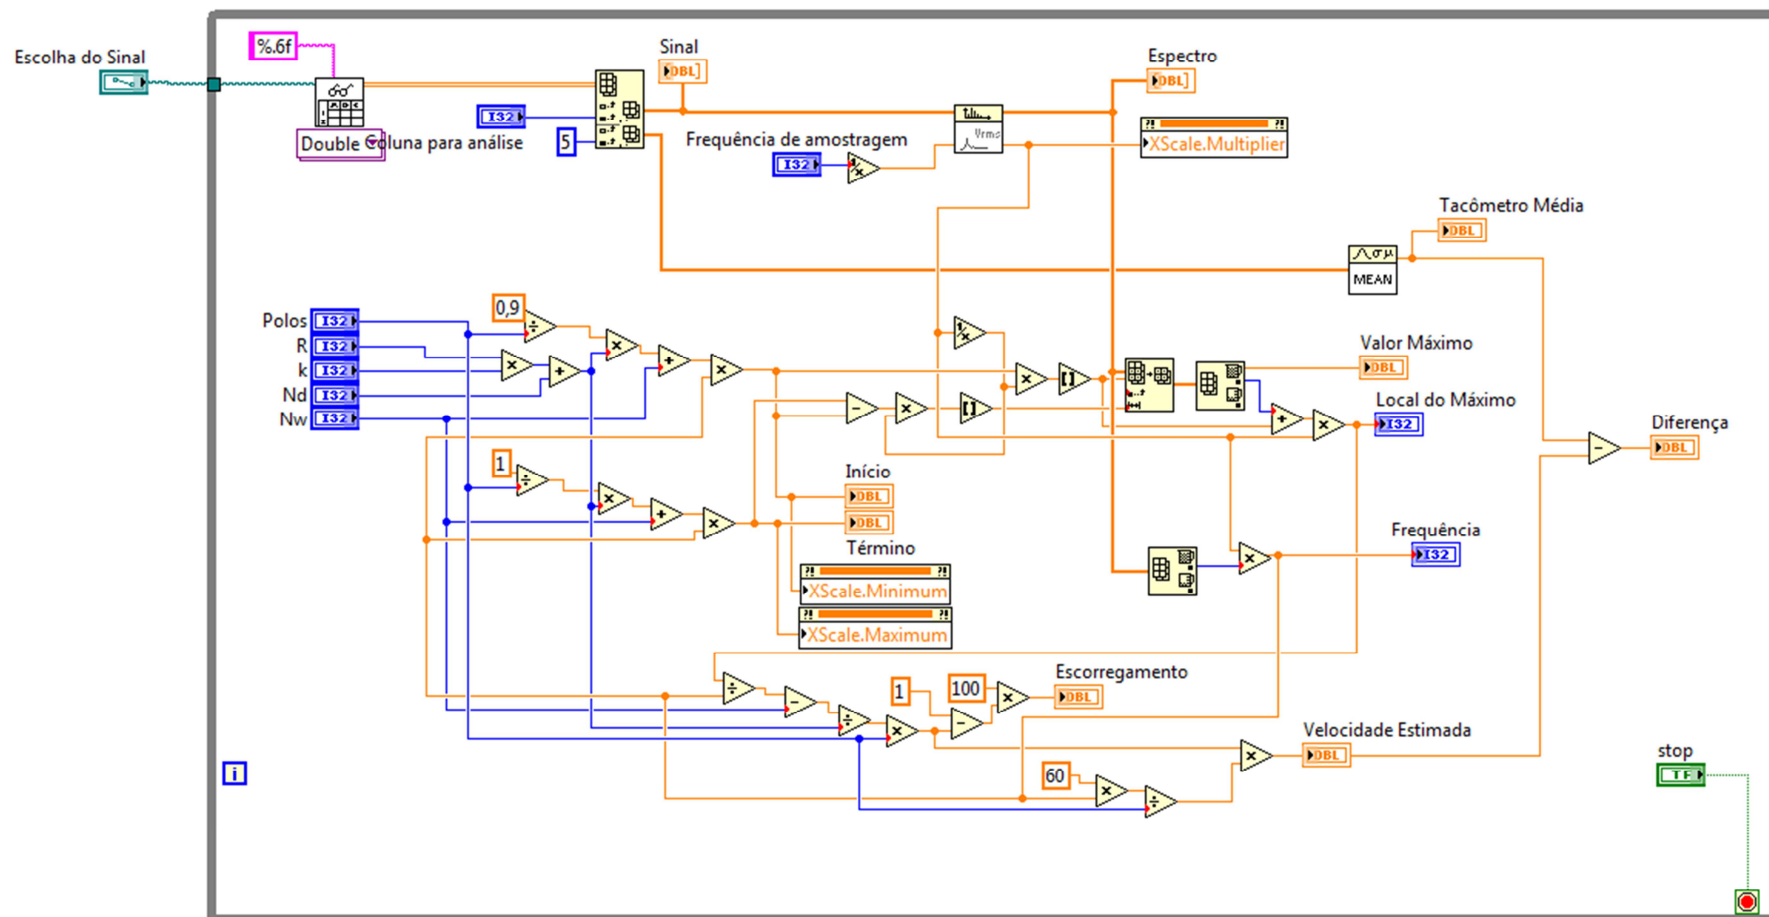 Escolha do Sinal
%.6f
Double
Coluna para análise
I32
5
Sinal
DBL]
Frequência de amostragem
I32
1/x
Vrms
Espectro
DBL]
XScale.Multiplier
Tacômetro Média
DBL
MEAN
Polos I32
R I32
k I32
Nd I32
Nw I32
0,9
1
1/x
Valor Máximo
DBL
Local do Máximo
I32
Diferença
DBL
Início
DBL
DBL
Término
XScale.Minimum
XScale.Maximum
Frequência
I32
1
100
Escorregamento
DBL
60
Velocidade Estimada
DBL
stop
TF
i